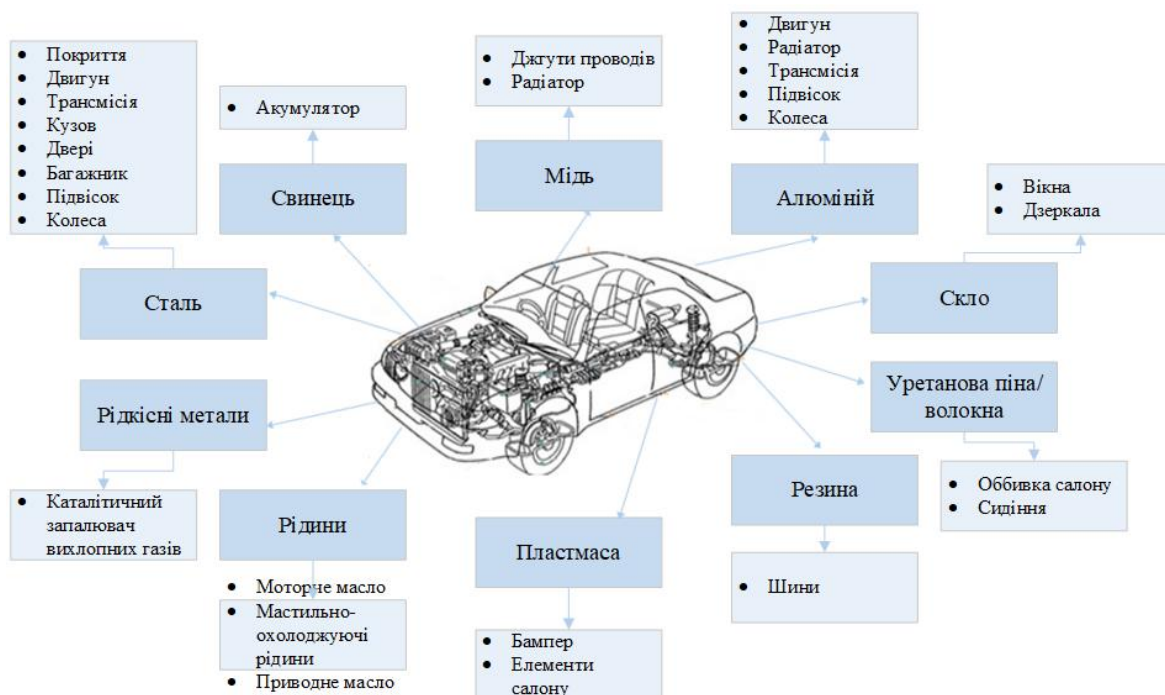 • Покриття
• Двигун
• Трансмісія
• Кузов
• Двері
• Багажник
• Підвісок
• Колеса
Сталь
• Акумулятор
Свинець
• Джгути проводів
• Радіатор
Мідь
• Двигун
• Радіатор
• Трансмісія
• Підвісок
• Колеса
Алюміній
• Вікна
• Дзеркала
Скло
Уретанова піна/
волокна
• Оббивка салону
• Сидіння
Рідкісні метали
• Каталітичний
запалювач
вихлопних газів
Рідини
• Моторне масло
• Мастильно-
охолоджуючі
рідини
• Приводне масло
Пластмаса
• Бампер
• Елементи
салону
Резина
• Шини